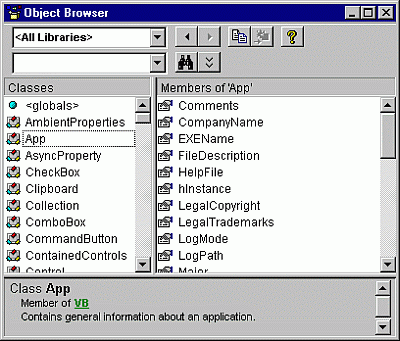 Object Browser
<All Libraries>
Classes
Members of 'App'
<globals>
AmbientProperties
App
AsyncProperty
CheckBox
Clipboard
Collection
ComboBox
CommandButton
ContainedControls
Control
Comments
CompanyName
EXEName
FileDescription
HelpFile
hInstance
LegalCopyright
LegalTrademarks
LogMode
LogPath
Major
Class App
Member of VB
Contains general information about an application.